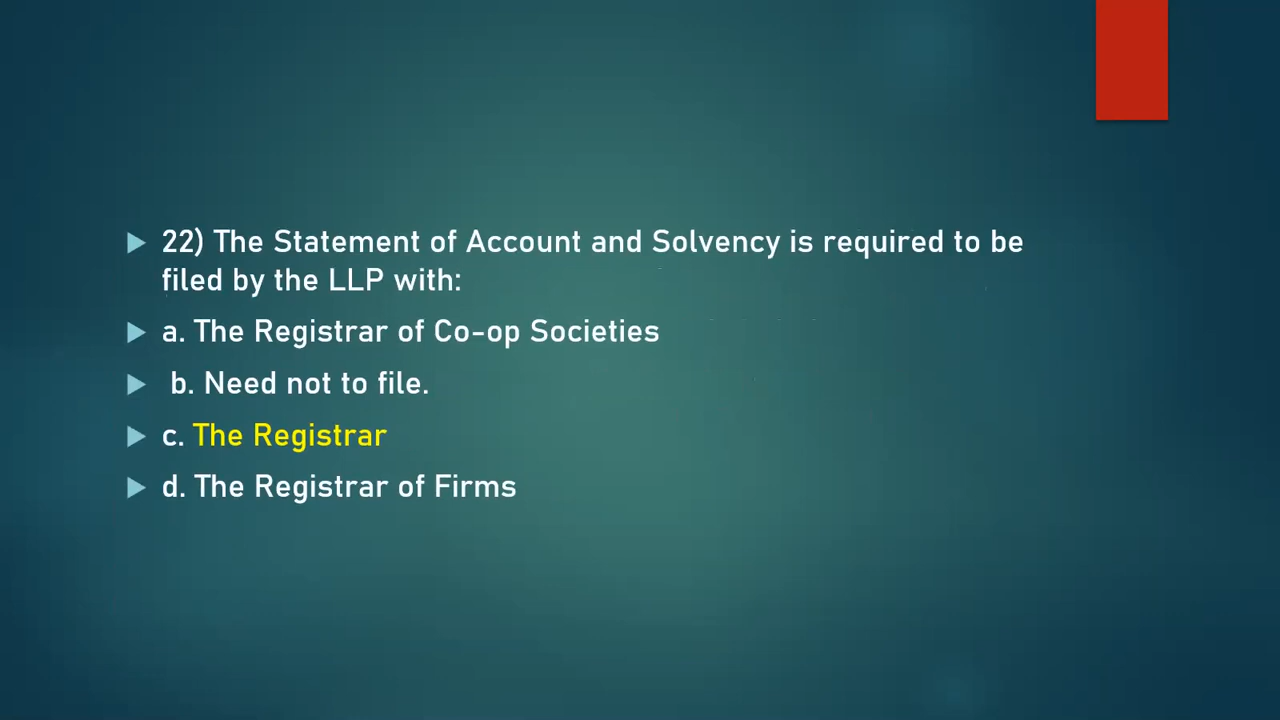 22) The Statement of Account and Solvency is required to be
filed by the LLP with:
a. The Registrar of Co-op Societies
b. Need not to file.
c. The Registrar
d. The Registrar of Firms